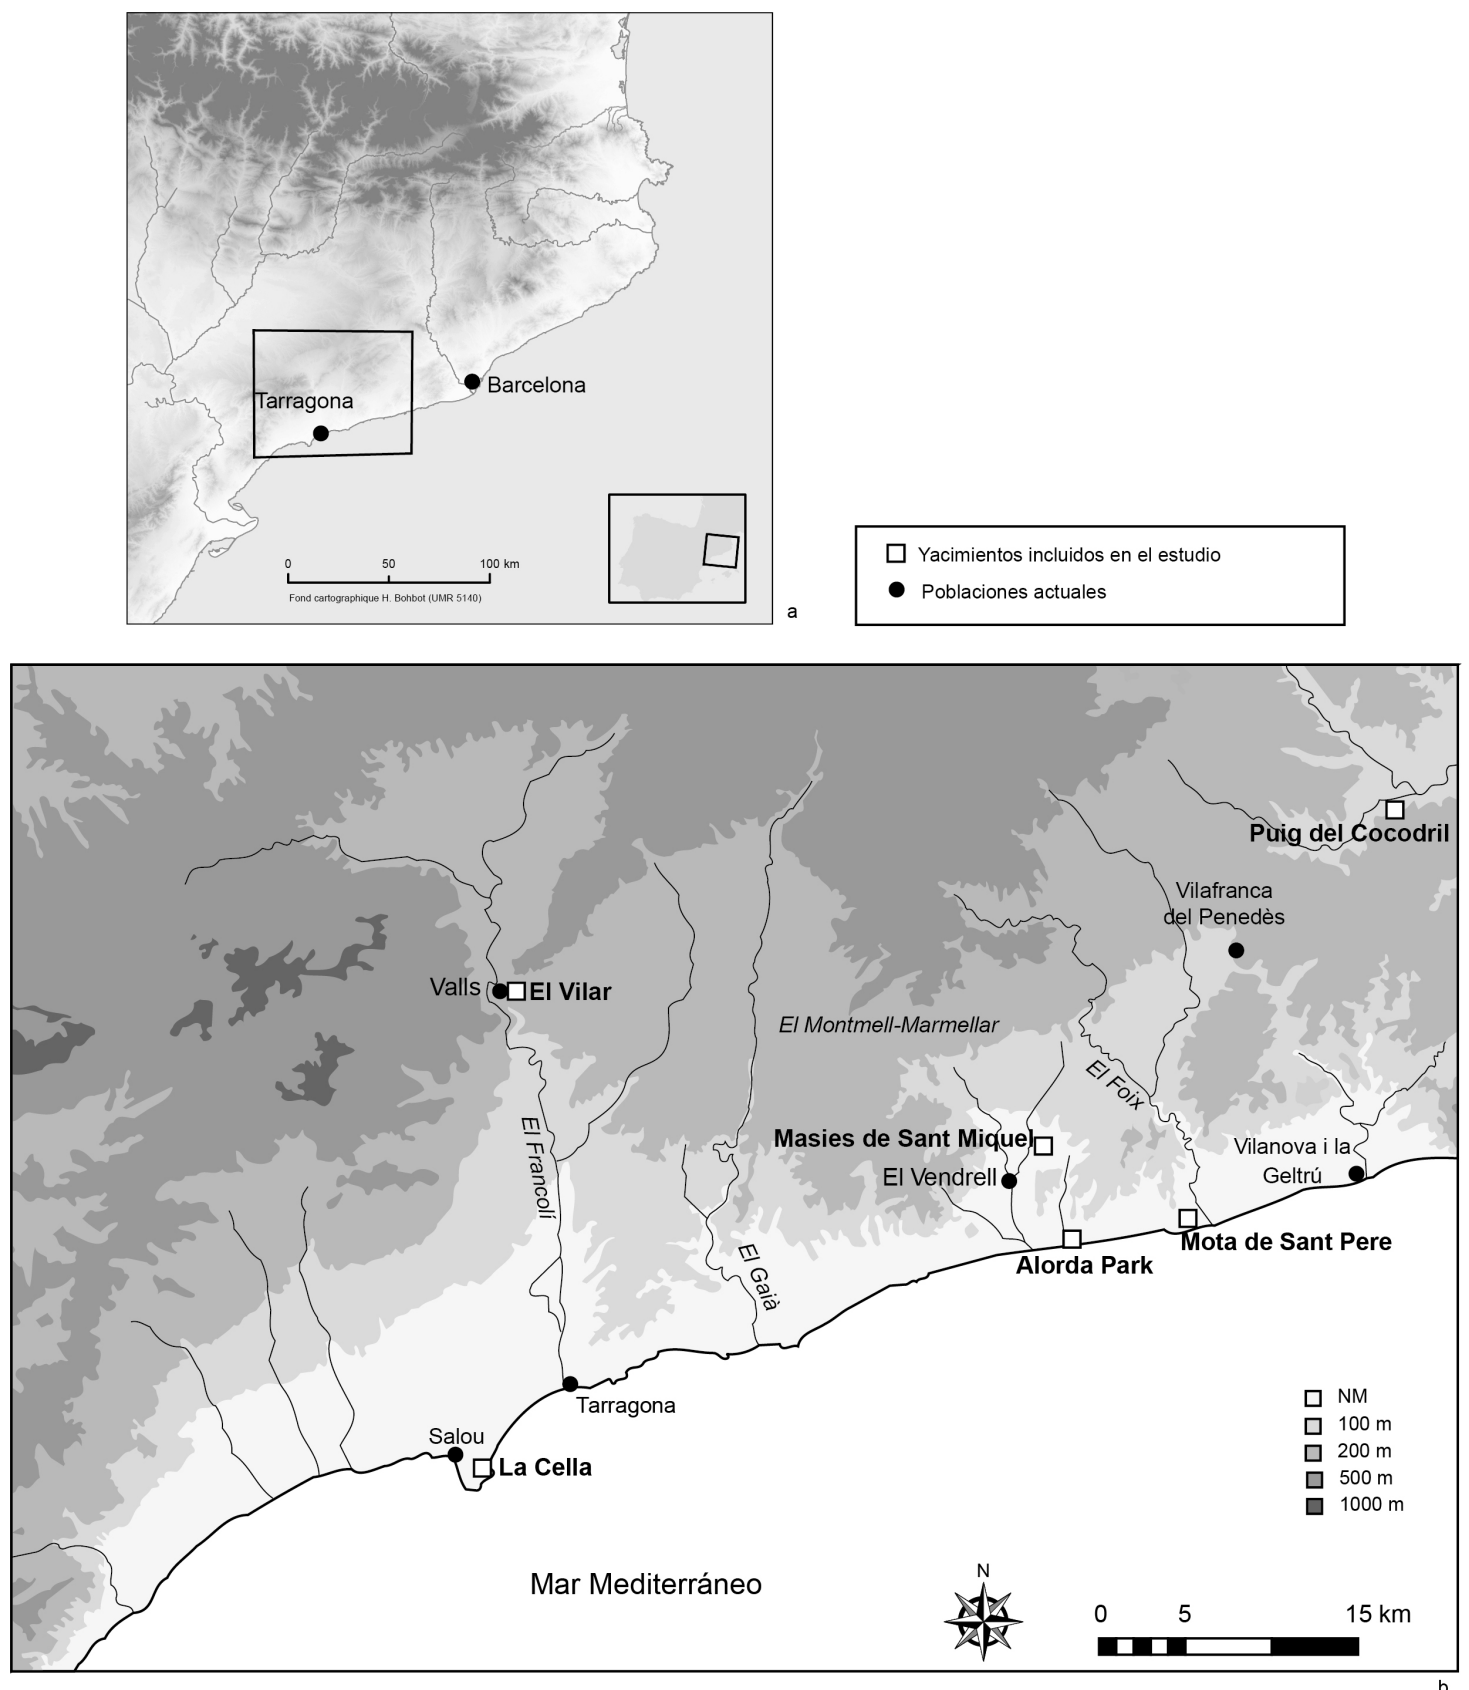 Barcelona
Tarragona
0 50 100 km
Fond cartographique H. Bohbot (UMR 5140)
a
Yacimientos incluidos en el estudio
Poblaciones actuales
Puig del Cocodril
Vilafranca
del Penedès
Valls
El Vilar
El Montmell-Marmellar
El Foix
El Francolí
Masies de Sant Miquel
El Vendrell
Vilanova i la
Geltrú
Mota de Sant Pere
Alorda Park
El Gaià
Tarragona
Salou
La Cella
NM
100 m
200 m
500 m
1000 m
Mar Mediterráneo
N
0 5 15 km
b